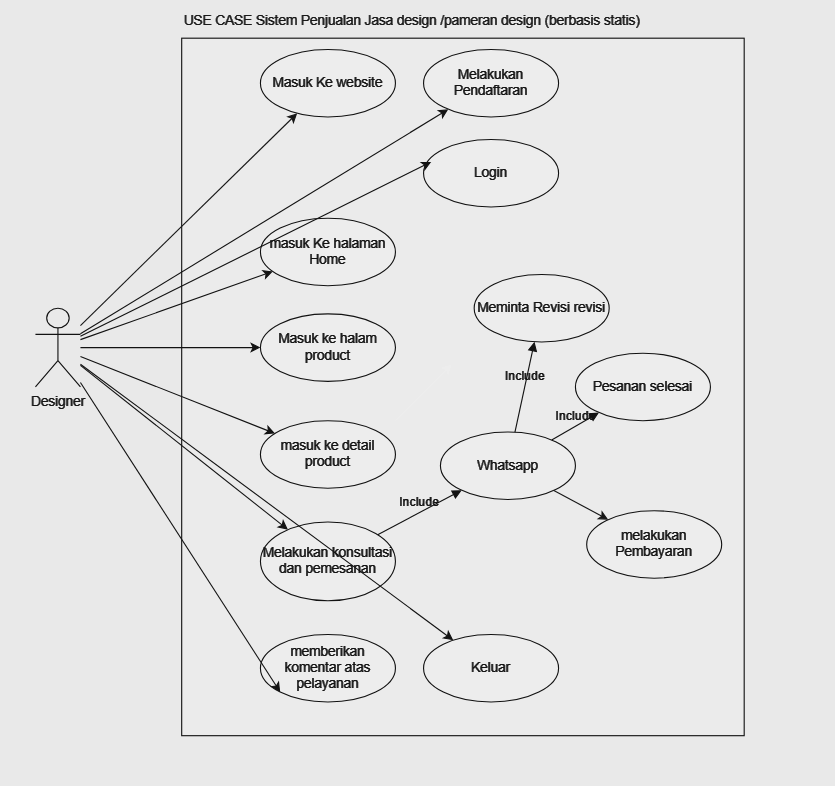 USE CASE Sistem Penjualan Jasa design /pameran design (berbasis statis)
Masuk Ke website
Melakukan
Pendaftaran
Login
masuk Ke halaman
Home
Meminta Revisi revisi
Masuk ke halam
product
Include
Pesanan selesai
Designer
Include
masuk ke detail
product
Whatsapp
Include
melakukan
Pembayaran
Melakukan konsultasi
dan pemesanan
memberikan
komentar atas
pelayanan
Keluar